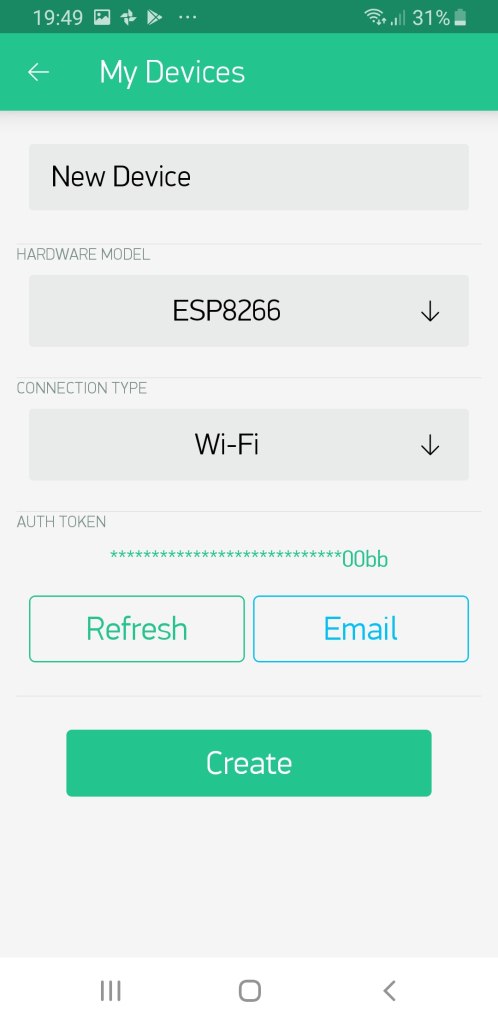 19:49 31%
My Devices
New Device
HARDWARE MODEL
ESP8266
CONNECTION TYPE
Wi-Fi
AUTH TOKEN
****************************00bb
Refresh Email
Create